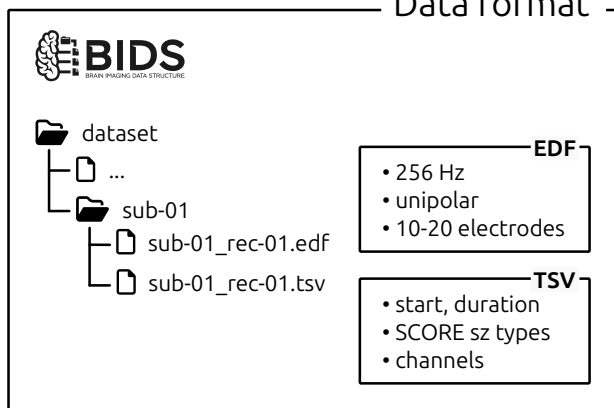 Data format
BIDS
BRAIN IMAGING DATA STRUCTURE
dataset
...
sub-01
sub-01_rec-01.edf
sub-01_rec-01.tsv
EDF
• 256 Hz
• unipolar
• 10-20 electrodes
TSV
• start, duration
• SCORE sz types
• channels